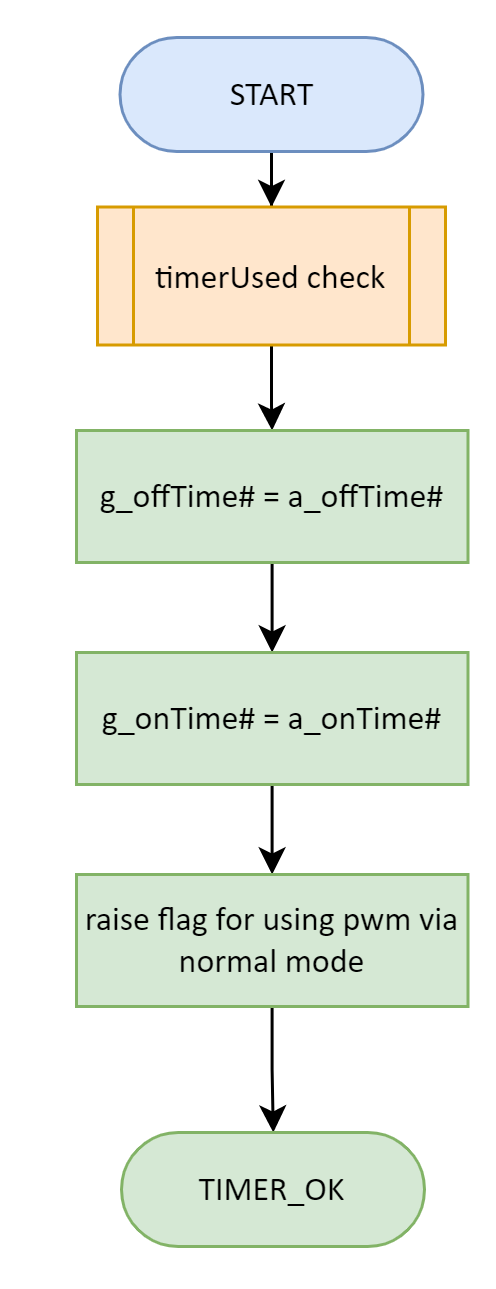 START
timerUsed check
g_offTime# = a_offTime#
g_onTime# = a_onTime#
raise flag for using pwm via
normal mode
TIMER_OK